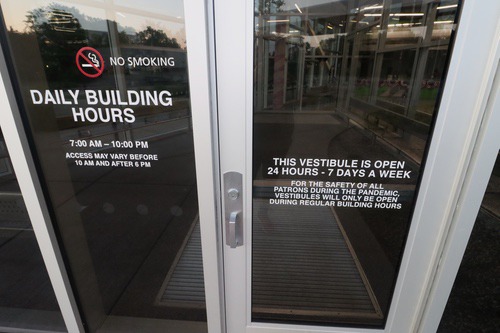 NO SMOKING
DAILY BUILDING
HOURS
7:00 AM – 10:00 PM
ACCESS MAY VARY BEFORE
10 AM AND AFTER 6 PM
THIS VESTIBULE IS OPEN
24 HOURS - 7 DAYS A WEEK
FOR THE SAFETY OF ALL
PATRONS DURING THE PANDEMIC,
VESTIBULES WILL ONLY BE OPEN
DURING REGULAR BUILDING HOURS